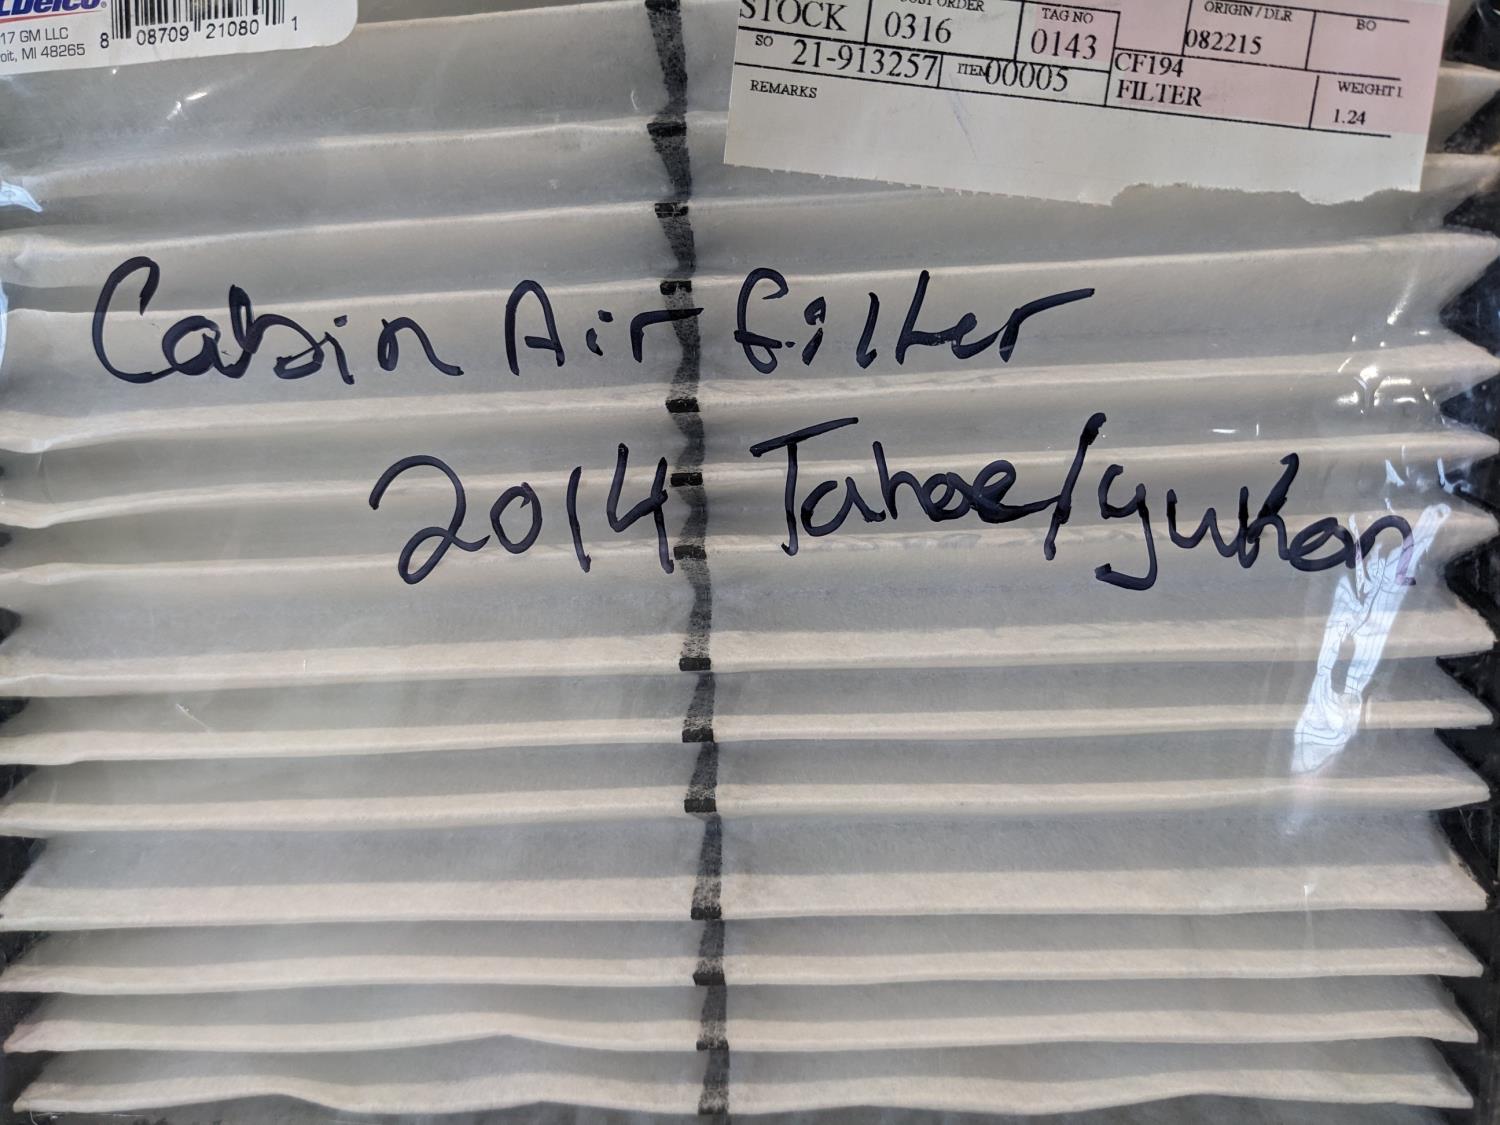 17 GM LLC
oit, MI 48265
8 08709 21080 1
STOCK
ORDER
0316
TAG NO
0143
ORIGIN / DLR
082215
BO
SO
21-913257
ITEM
00005
CF194
FILTER
WEIGHT
1.24
REMARKS
Cabin Air filter
2014 Tahoe/yukon